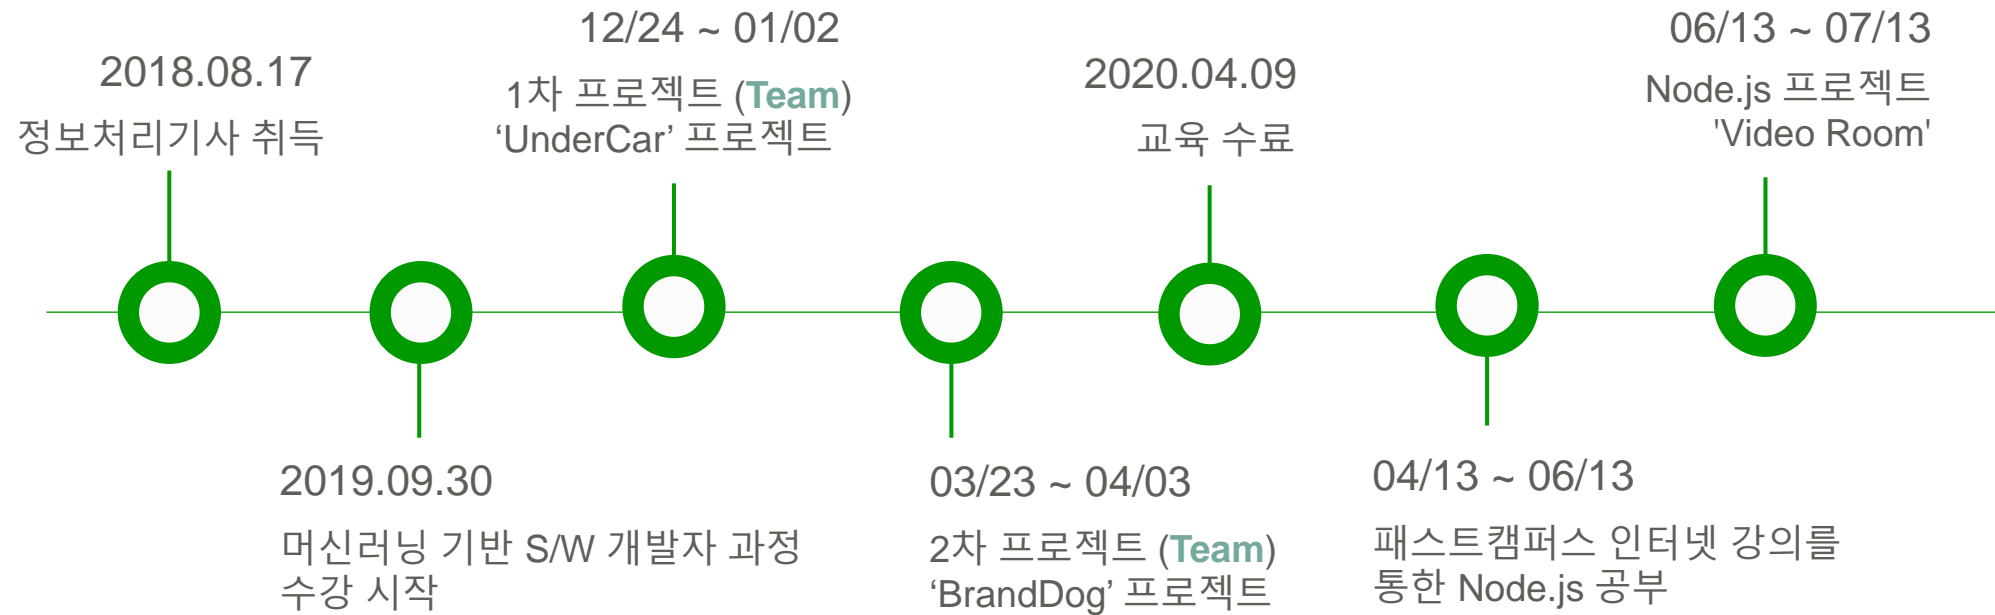 2018.08.17
정보처리기사 취득
2019.09.30
머신러닝 기반 S/W 개발자 과정
수강 시작
12/24 ~ 01/02
1차 프로젝트 (Team)
‘UnderCar’ 프로젝트
03/23 ~ 04/03
2차 프로젝트 (Team)
‘BrandDog’ 프로젝트
2020.04.09
교육 수료
04/13 ~ 06/13
패스트캠퍼스 인터넷 강의를
통한 Node.js 공부
06/13 ~ 07/13
Node.js 프로젝트
'Video Room'